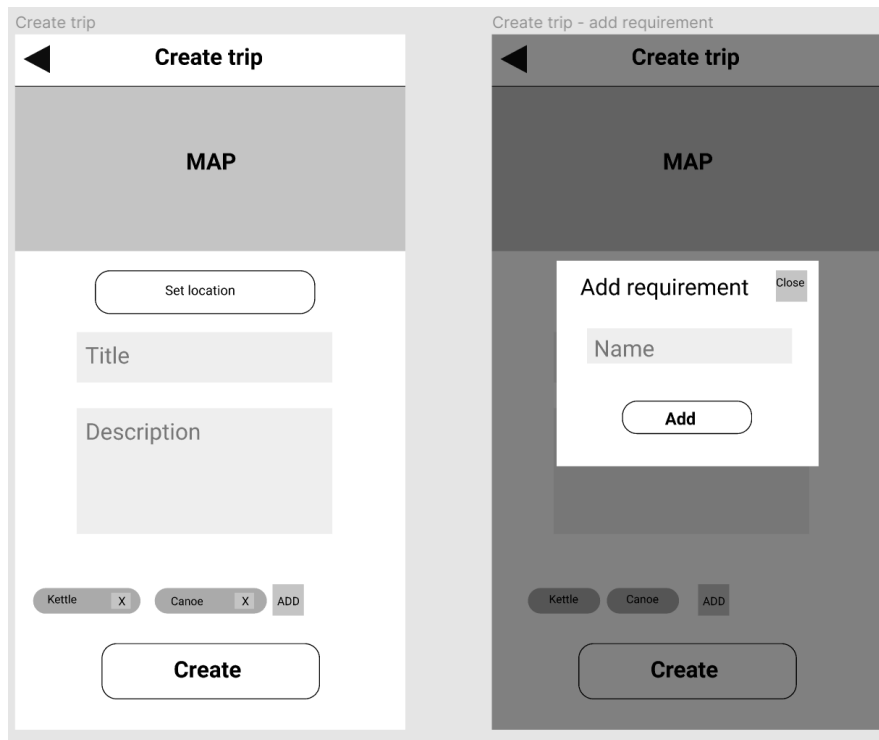 Create trip
Create trip
MAP
Set location
Title
Description
Kettle X Canoe X ADD
Create
Create trip - add requirement
Create trip
MAP
Add requirement Close
Name
Add
Kettle Canoe ADD
Create